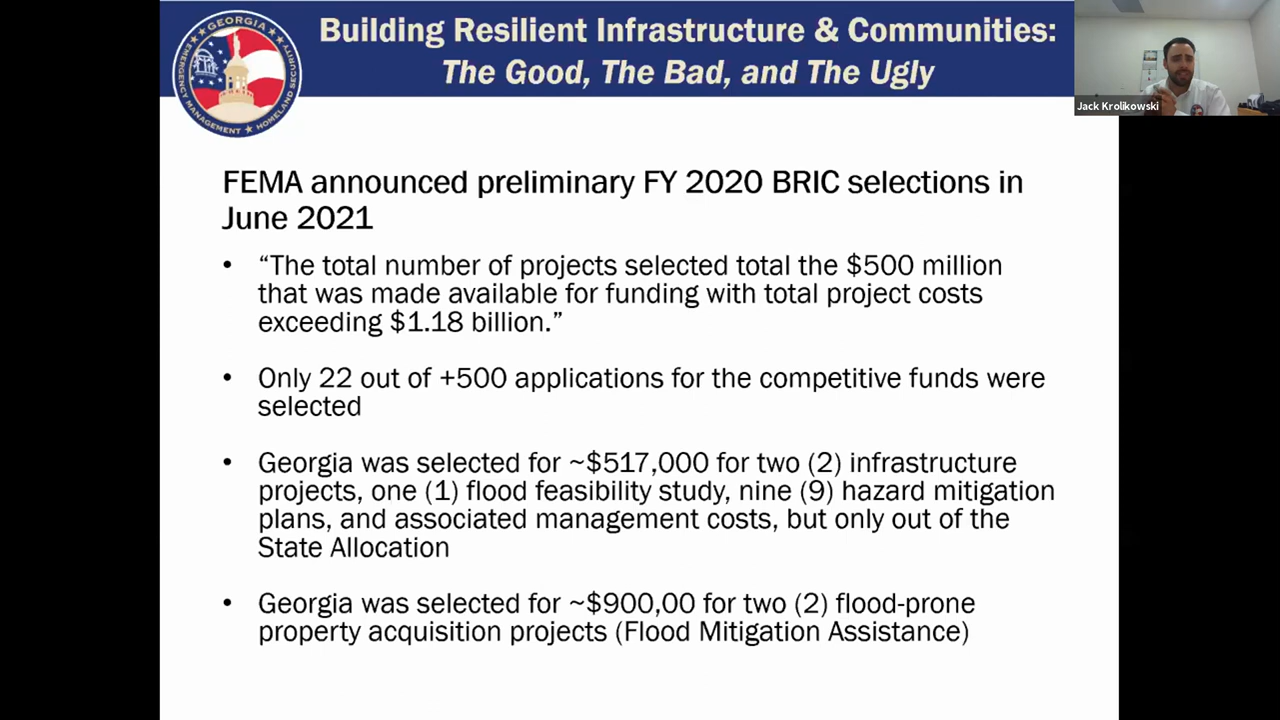 GEORGIA
EMERGENCY MANAGEMENT ★ HOMELAND SECURITY
Building Resilient Infrastructure & Communities:
The Good, The Bad, and The Ugly
Jack Krolikowski
FEMA announced preliminary FY 2020 BRIC selections in
June 2021
• “The total number of projects selected total the $500 million
that was made available for funding with total project costs
exceeding $1.18 billion.”
• Only 22 out of +500 applications for the competitive funds were
selected
• Georgia was selected for ~$517,000 for two (2) infrastructure
projects, one (1) flood feasibility study, nine (9) hazard mitigation
plans, and associated management costs, but only out of the
State Allocation
• Georgia was selected for ~$900,00 for two (2) flood-prone
property acquisition projects (Flood Mitigation Assistance)